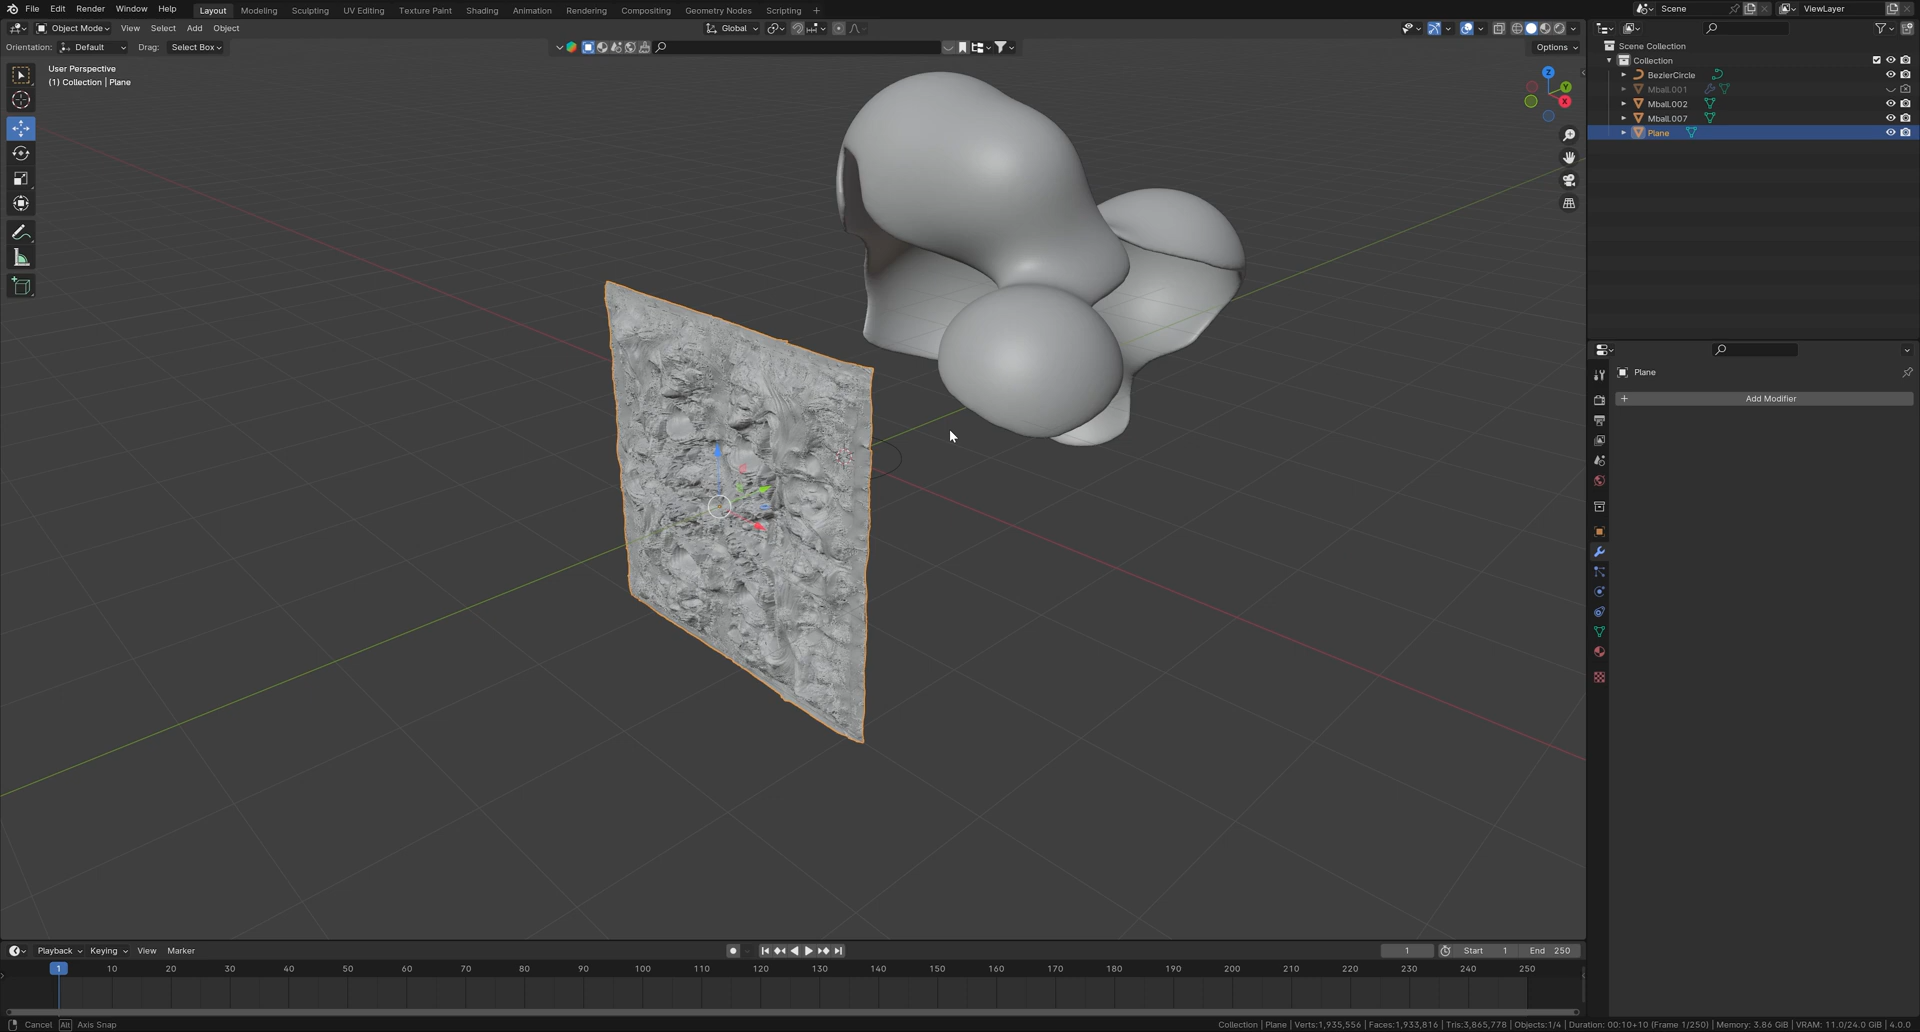 File Edit Render Window Help Layout Modeling Sculpting UV Editing Texture Paint Shading Animation Rendering Compositing Geometry Nodes Scripting + Scene ViewLayer
Object Mode View Select Add Object Global
Orientation: Default Drag: Select Box Options
User Perspective
(1) Collection | Plane
Z
Y
X
Scene Collection
Collection
BezierCircle
Mball.001
Mball.002
Mball.007
Plane
Plane
+ Add Modifier
Playback Keying View Marker 1 Start 1 End 250
1 10 20 30 40 50 60 70 80 90 100 110 120 130 140 150 160 170 180 190 200 210 220 230 240 250
Cancel Alt Axis Snap Collection | Plane | Verts:1,935,556 | Faces:1,933,816 | Tris:3,865,778 | Objects:1/4 | Duration: 00:10+10 (Frame 1/250) | Memory: 3.86 GiB | VRAM: 11.0/24.0 GiB | 4.0.0